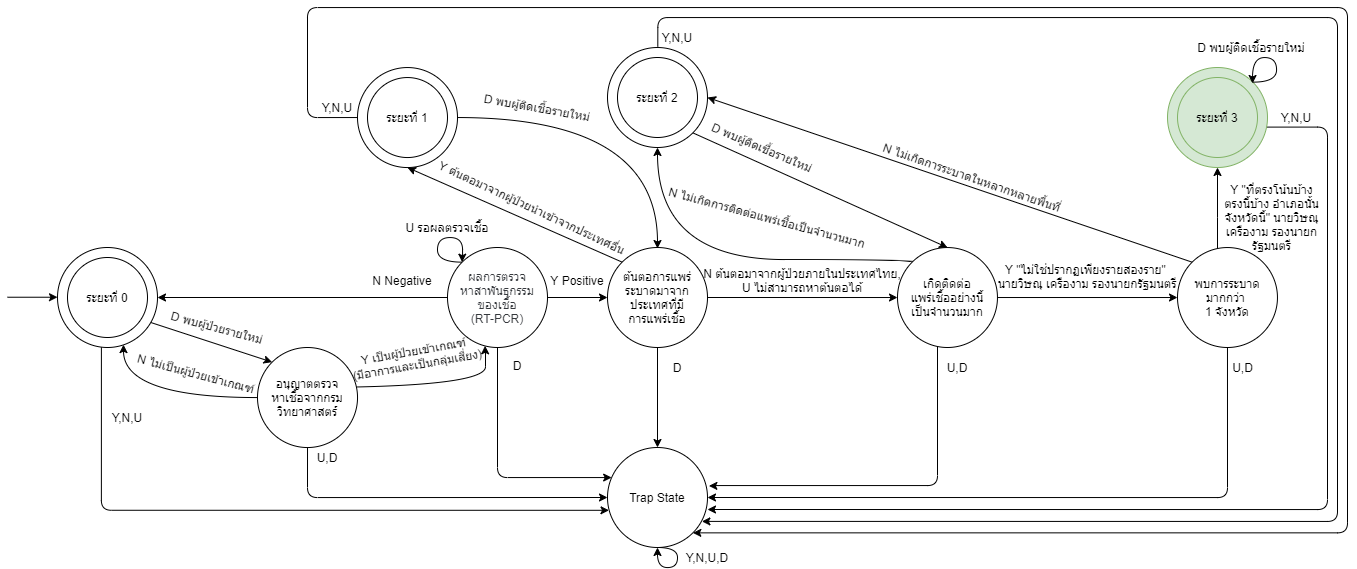 Y,N,U
D พบผู้ติดเชื้อรายใหม่
ระยะที่ 1
Y,N,U
D พบผู้ติดเชื้อรายใหม่
ระยะที่ 2
Y,N,U
D พบผู้ติดเชื้อรายใหม่
N ไม่เกิดการระบาดในหลากหลายพื้นที่
D พบผู้ติดเชื้อรายใหม่
ระยะที่ 3
Y,N,U
Y ต้นตอมาจากผู้ป่วยนำเข้าจากประเทศอื่น
N ไม่เกิดการติดต่อแพร่เชื้อเป็นจำนวนมาก
Y "ที่ตรงโน้นบ้าง
ตรงนี้บ้าง อำเภอนั้น
จังหวัดนี้" นายวิษณุ
เครืองาม รองนายก
รัฐมนตรี
U รอผลตรวจเชื้อ
ระยะที่ 0
N Negative
ผลการตรวจ
หาสาพันธุกรรม
ของเชื้อ
(RT-PCR)
Y Positive
ต้นตอการแพร่
ระบาดมาจาก
ประเทศที่มี
การแพร่เชื้อ
N ต้นตอมาจากผู้ป่วยภายในประเทศไทย,
U ไม่สามารถหาต้นตอได้
เกิดติดต่อ
แพร่เชื้ออย่างนี้
เป็นจำนวนมาก
Y "ไม่ใช่ปรากฏเพียงรายสองราย"
นายวิษณุ เครืองาม รองนายกรัฐมนตรี
พบการระบาด
มากกว่า
1 จังหวัด
D พบผู้ป่วยรายใหม่
N ไม่เป็นผู้ป่วยเข้าเกณฑ์
อนุญาตตรวจ
หาเชื้อจากกรม
วิทยาศาสตร์
Y เป็นผู้ป่วยเข้าเกณฑ์
(มีอาการและเป็นกลุ่มเสี่ยง)
D
D
U,D
U,D
Y,N,U
U,D
Trap State
Y,N,U,D